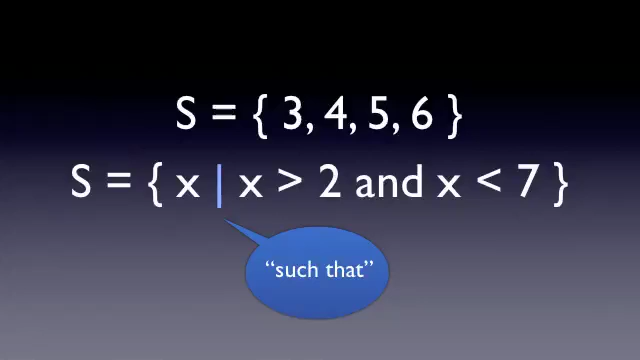 S = { 3, 4, 5, 6 }
S = { x | x > 2 and x < 7 }
“such that”